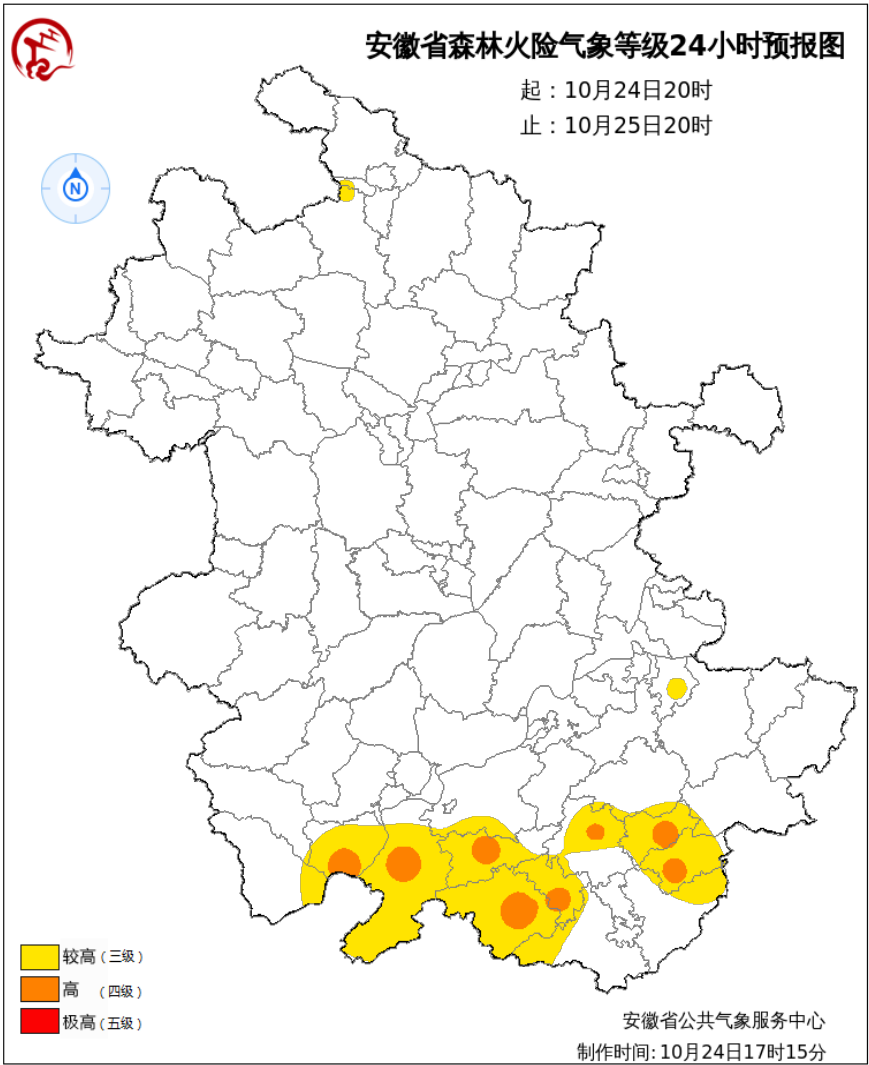 安徽省森林火险气象等级24小时预报图
起：10月24日20时
止：10月25日20时
N
较高（三级）
高 （四级）
极高（五级）
安徽省公共气象服务中心
制作时间: 10月24日17时15分